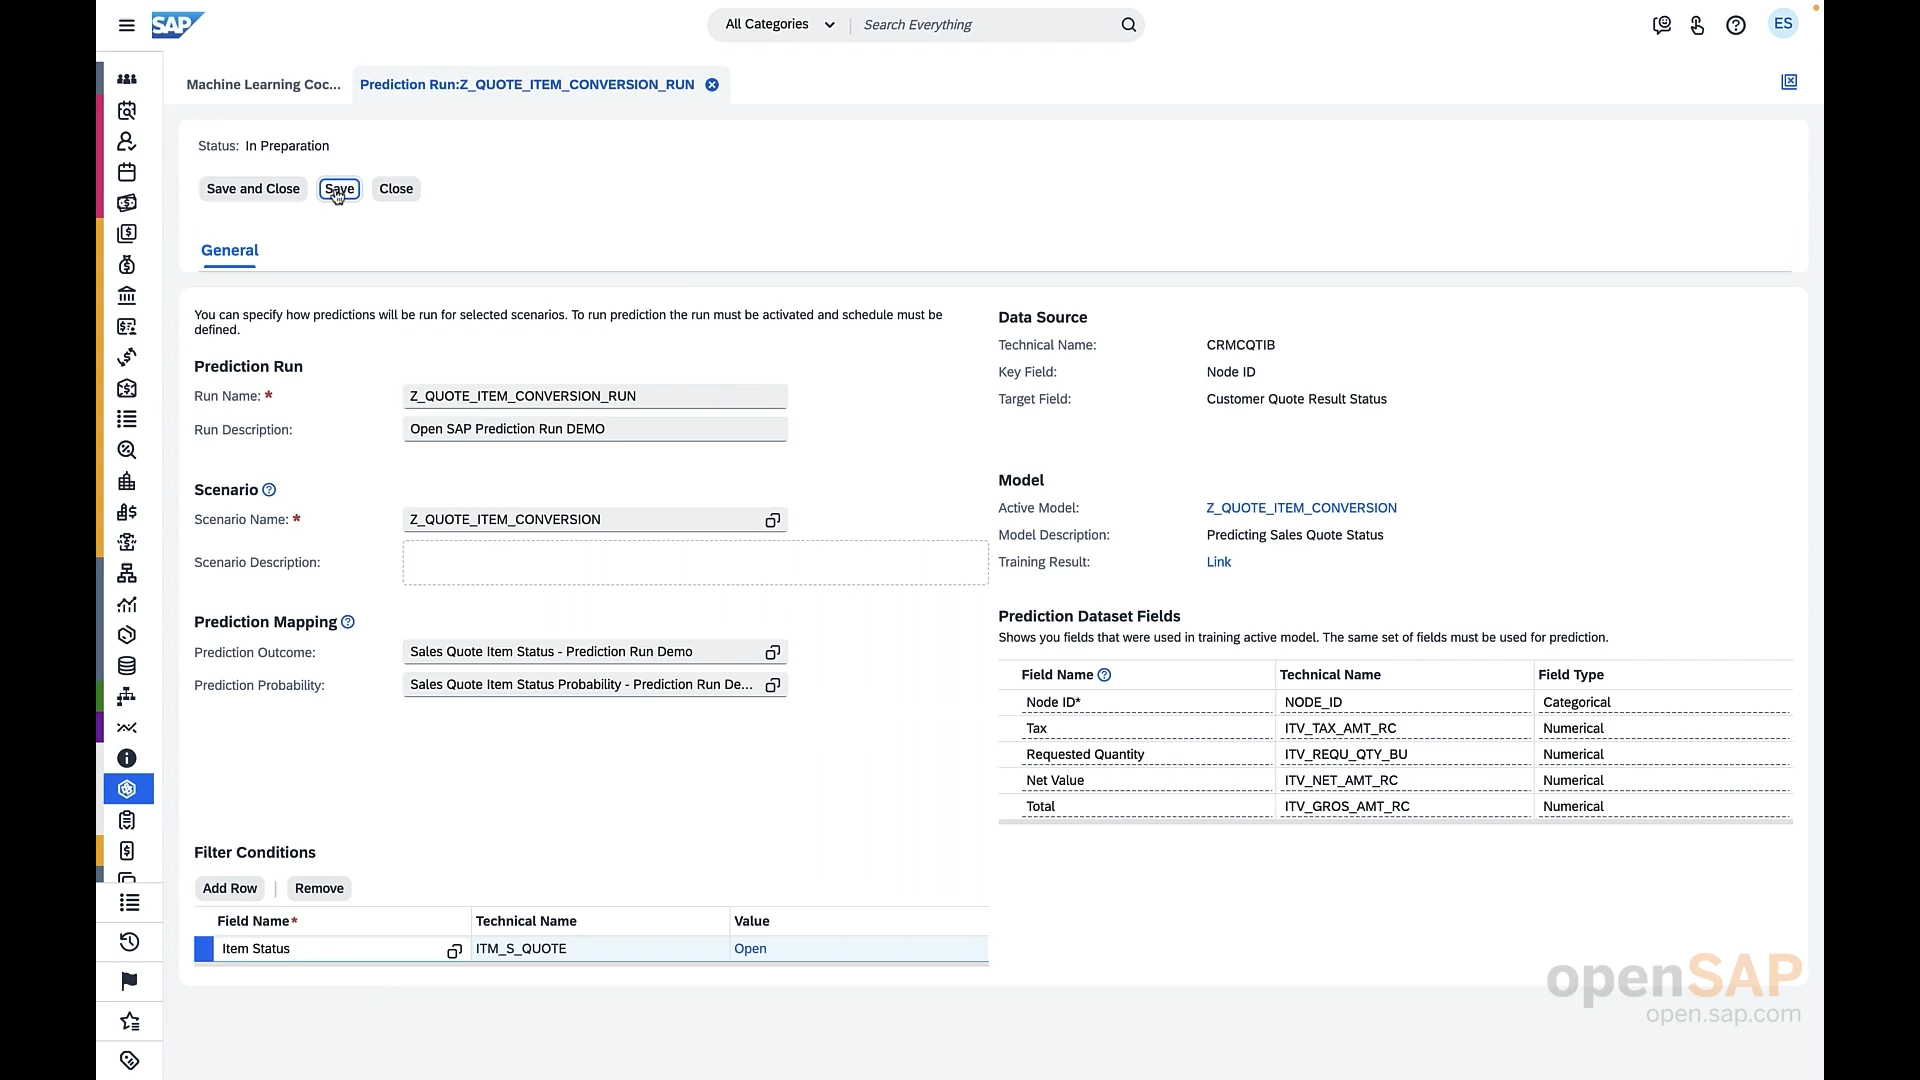 SAP
All Categories
Search Everything
ES
Machine Learning Coc...
Prediction Run:Z_QUOTE_ITEM_CONVERSION_RUN
Status: In Preparation
Save and Close
Save
Close
General
You can specify how predictions will be run for selected scenarios. To run prediction the run must be activated and schedule must be
defined.
Prediction Run
Run Name: *
Z_QUOTE_ITEM_CONVERSION_RUN
Run Description:
Open SAP Prediction Run DEMO
Scenario
Scenario Name: *
Z_QUOTE_ITEM_CONVERSION
Scenario Description:
Prediction Mapping
Prediction Outcome:
Sales Quote Item Status - Prediction Run Demo
Prediction Probability:
Sales Quote Item Status Probability - Prediction Run De...
Filter Conditions
Add Row | Remove
Field Name* Technical Name Value
Item Status ITM_S_QUOTE Open
Data Source
Technical Name: CRMCQTIB
Key Field: Node ID
Target Field: Customer Quote Result Status
Model
Active Model: Z_QUOTE_ITEM_CONVERSION
Model Description: Predicting Sales Quote Status
Training Result: Link
Prediction Dataset Fields
Shows you fields that were used in training active model. The same set of fields must be used for prediction.
Field Name Technical Name Field Type
Node ID* NODE_ID Categorical
Tax ITV_TAX_AMT_RC Numerical
Requested Quantity ITV_REQU_QTY_BU Numerical
Net Value ITV_NET_AMT_RC Numerical
Total ITV_GROS_AMT_RC Numerical
openSAP
open.sap.com